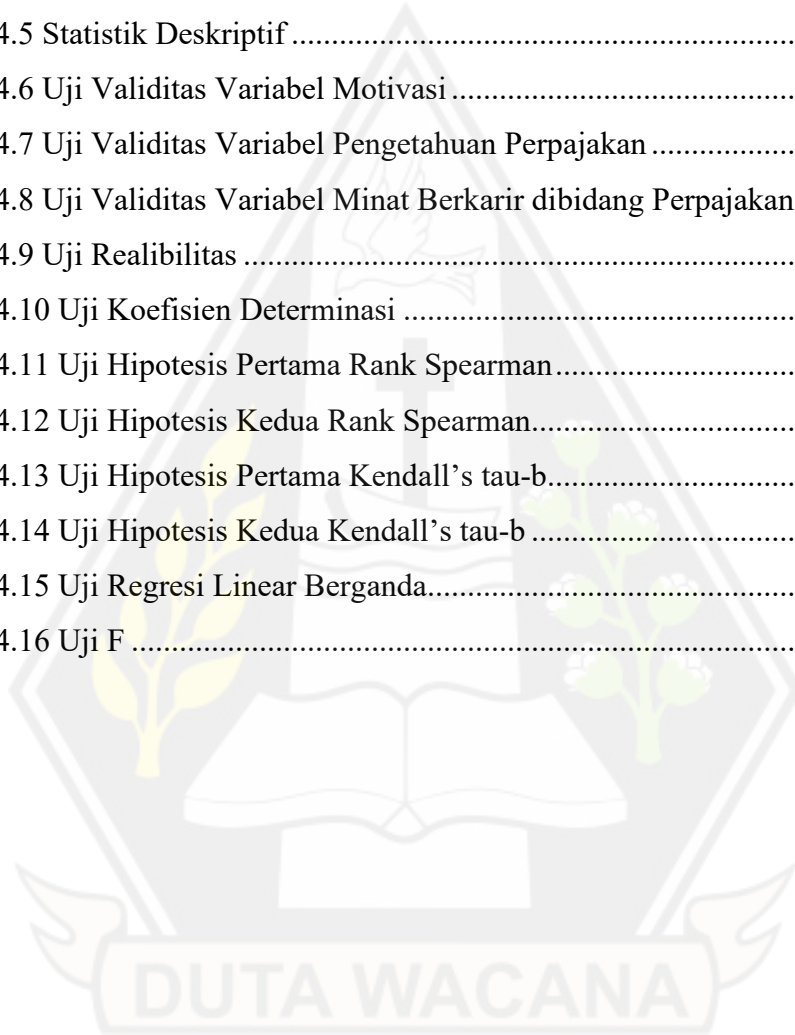 4.5 Statistik Deskriptif ..........................................................................
4.6 Uji Validitas Variabel Motivasi ..................................................
4.7 Uji Validitas Variabel Pengetahuan Perpajakan .....................
4.8 Uji Validitas Variabel Minat Berkarir dibidang Perpajakan
4.9 Uji Realibilitas ..................................................................................
4.10 Uji Koefisien Determinasi ..........................................................
4.11 Uji Hipotesis Pertama Rank Spearman ...................................
4.12 Uji Hipotesis Kedua Rank Spearman ......................................
4.13 Uji Hipotesis Pertama Kendall’s tau-b ....................................
4.14 Uji Hipotesis Kedua Kendall’s tau-b ......................................
4.15 Uji Regresi Linear Berganda .....................................................
4.16 Uji F ................................................................................................
DUTA WACANA